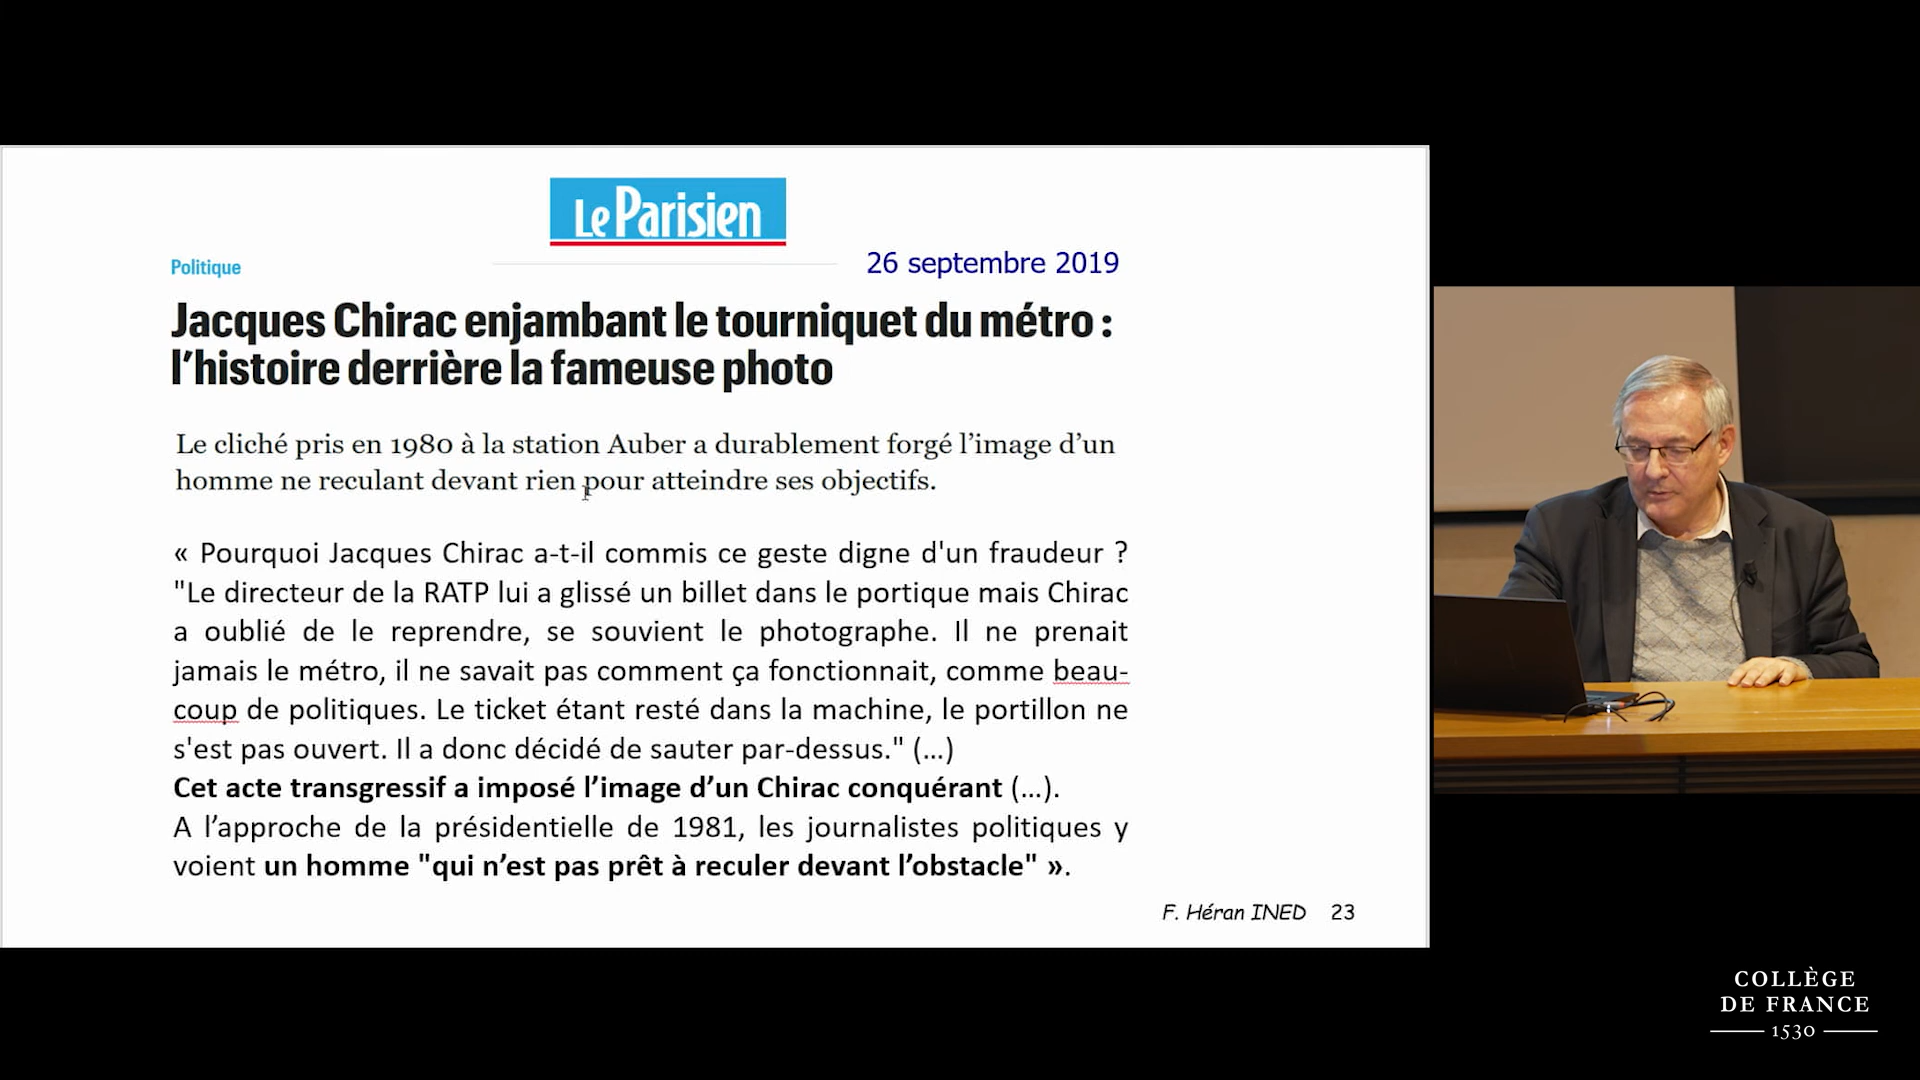 Le Parisien
Politique
26 septembre 2019
Jacques Chirac enjambant le tourniquet du métro :
l’histoire derrière la fameuse photo
Le cliché pris en 1980 à la station Auber a durablement forgé l’image d’un
homme ne reculant devant rien pour atteindre ses objectifs.
« Pourquoi Jacques Chirac a-t-il commis ce geste digne d'un fraudeur ?
"Le directeur de la RATP lui a glissé un billet dans le portique mais Chirac
a oublié de le reprendre, se souvient le photographe. Il ne prenait
jamais le métro, il ne savait pas comment ça fonctionnait, comme beau-
coup de politiques. Le ticket étant resté dans la machine, le portillon ne
s'est pas ouvert. Il a donc décidé de sauter par-dessus." (…)
Cet acte transgressif a imposé l’image d’un Chirac conquérant (…).
A l’approche de la présidentielle de 1981, les journalistes politiques y
voient un homme "qui n’est pas prêt à reculer devant l’obstacle" ».
F. Héran INED 23
COLLÈGE
DE FRANCE
1530